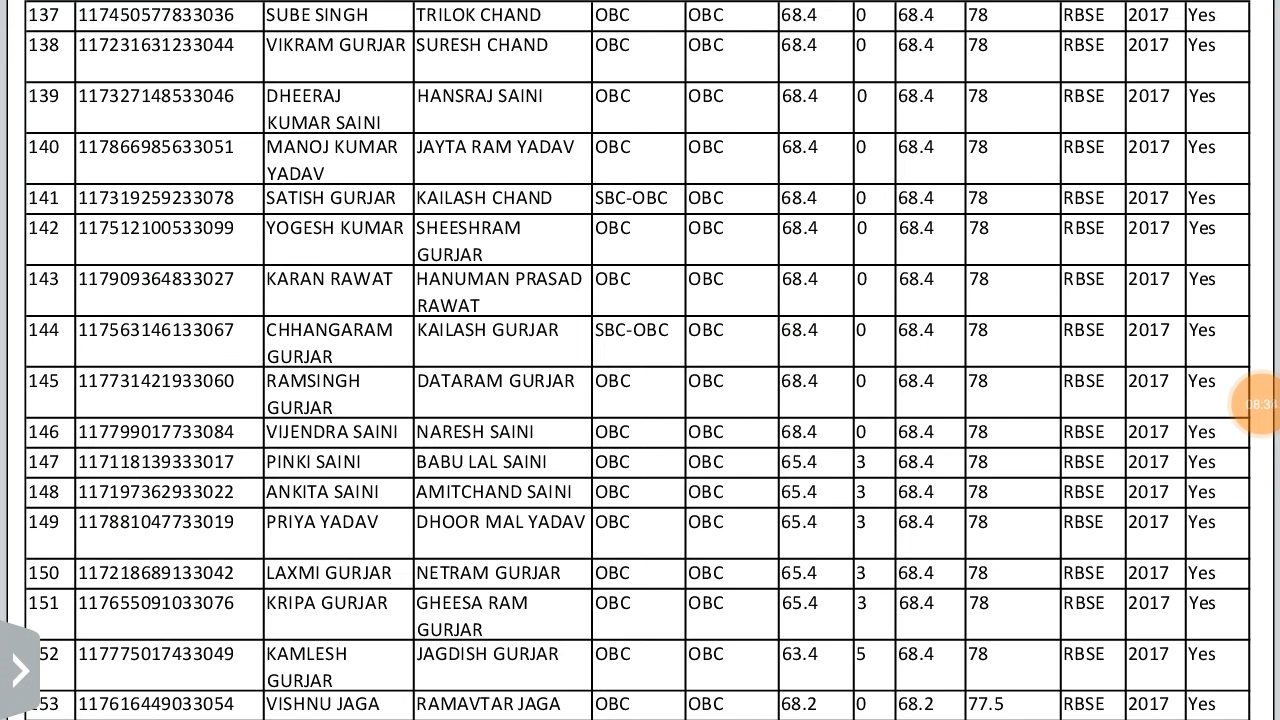 137 117450577833036 SUBE SINGH TRILOK CHAND OBC OBC 68.4 0 68.4 78 RBSE 2017 Yes
138 117231631233044 VIKRAM GURJAR SURESH CHAND OBC OBC 68.4 0 68.4 78 RBSE 2017 Yes
139 117327148533046 DHEERAJ HANSRAJ SAINI OBC OBC 68.4 0 68.4 78 RBSE 2017 Yes
KUMAR SAINI
140 117866985633051 MANOJ KUMAR JAYTA RAM YADAV OBC OBC 68.4 0 68.4 78 RBSE 2017 Yes
YADAV
141 117319259233078 SATISH GURJAR KAILASH CHAND SBC-OBC OBC 68.4 0 68.4 78 RBSE 2017 Yes
142 117512100533099 YOGESH KUMAR SHEESHRAM OBC OBC 68.4 0 68.4 78 RBSE 2017 Yes
GURJAR
143 117909364833027 KARAN RAWAT HANUMAN PRASAD OBC OBC 68.4 0 68.4 78 RBSE 2017 Yes
RAWAT
144 117563146133067 CHHANGARAM KAILASH GURJAR SBC-OBC OBC 68.4 0 68.4 78 RBSE 2017 Yes
GURJAR
145 117731421933060 RAMSINGH DATARAM GURJAR OBC OBC 68.4 0 68.4 78 RBSE 2017 Yes
GURJAR
146 117799017733084 VIJENDRA SAINI NARESH SAINI OBC OBC 68.4 0 68.4 78 RBSE 2017 Yes
147 117118139333017 PINKI SAINI BABU LAL SAINI OBC OBC 65.4 3 68.4 78 RBSE 2017 Yes
148 117197362933022 ANKITA SAINI AMITCHAND SAINI OBC OBC 65.4 3 68.4 78 RBSE 2017 Yes
149 117881047733019 PRIYA YADAV DHOOR MAL YADAV OBC OBC 65.4 3 68.4 78 RBSE 2017 Yes
150 117218689133042 LAXMI GURJAR NETRAM GURJAR OBC OBC 65.4 3 68.4 78 RBSE 2017 Yes
151 117655091033076 KRIPA GURJAR GHEESA RAM OBC OBC 65.4 3 68.4 78 RBSE 2017 Yes
GURJAR
52 117775017433049 KAMLESH JAGDISH GURJAR OBC OBC 63.4 5 68.4 78 RBSE 2017 Yes
GURJAR
53 117616449033054 VISHNU JAGA RAMAVTAR JAGA OBC OBC 68.2 0 68.2 77.5 RBSE 2017 Yes